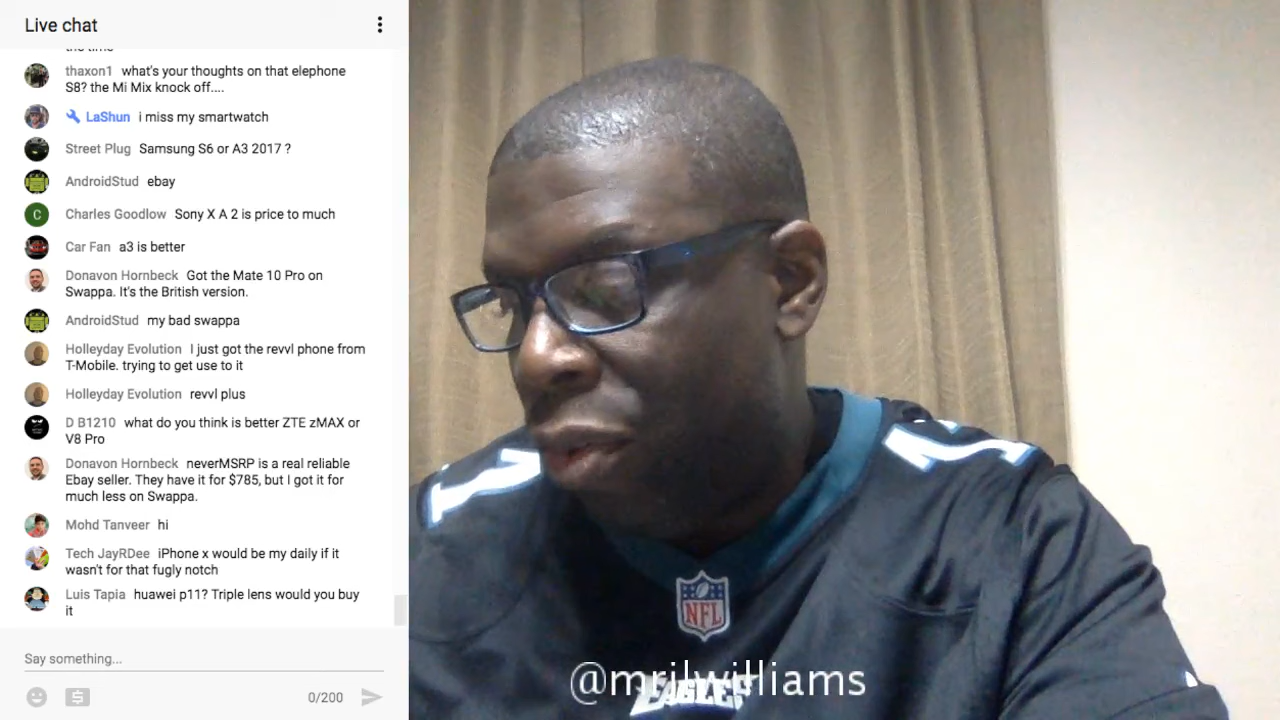 Live chat
the time
thaxon1 what's your thoughts on that elephone
S8? the Mi Mix knock off....
LaShun i miss my smartwatch
Street Plug Samsung S6 or A3 2017 ?
AndroidStud ebay
C Charles Goodlow Sony X A 2 is price to much
Car Fan a3 is better
Donavon Hornbeck Got the Mate 10 Pro on
Swappa. It's the British version.
AndroidStud my bad swappa
Holleyday Evolution I just got the revvl phone from
T-Mobile. trying to get use to it
Holleyday Evolution revvl plus
D B1210 what do you think is better ZTE zMAX or
V8 Pro
Donavon Hornbeck neverMSRP is a real reliable
Ebay seller. They have it for $785, but I got it for
much less on Swappa.
Mohd Tanveer hi
Tech JayRDee iPhone x would be my daily if it
wasn't for that fugly notch
Luis Tapia huawei p11? Triple lens would you buy
it
Say something...
$ 0/200
NFL
@mrilwilliams
EAGLES